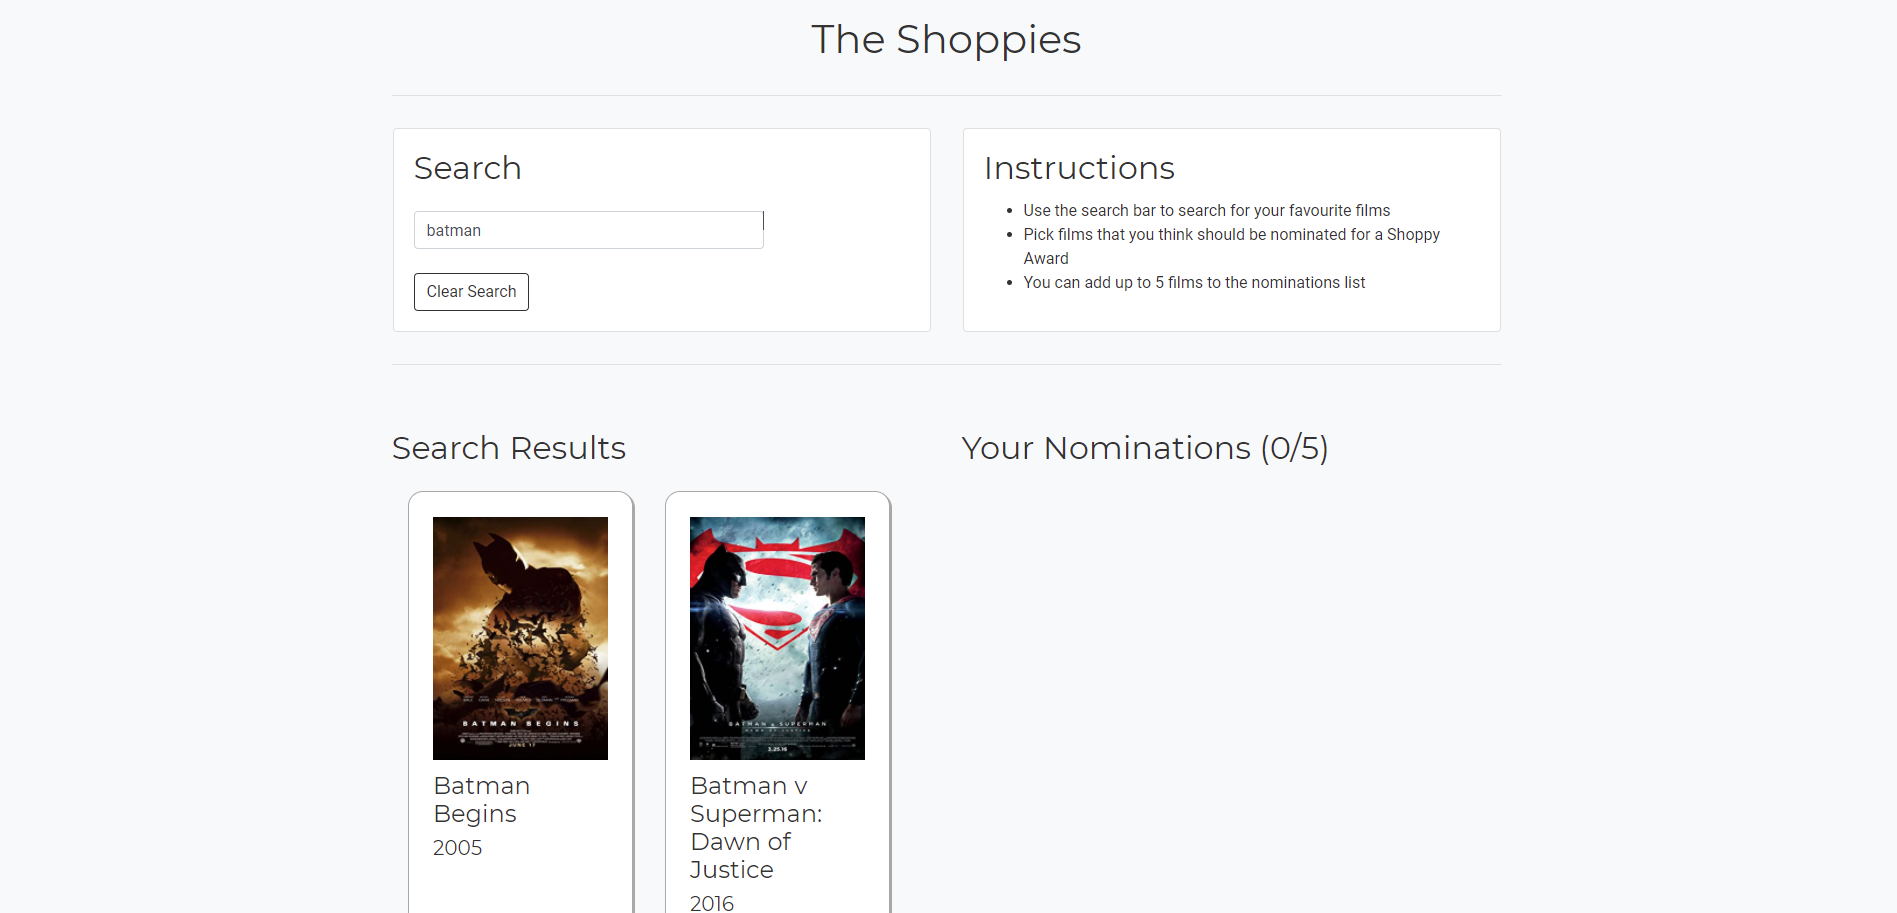 The Shoppies
Search
batman
Clear Search
Instructions
Use the search bar to search for your favourite films
Pick films that you think should be nominated for a Shoppy
Award
You can add up to 5 films to the nominations list
Search Results
BATMAN BEGINS
JUNE 17
Batman
Begins
2005
BATMAN v SUPERMAN
DAWN OF JUSTICE
3.25.16
Batman v
Superman:
Dawn of
Justice
2016
Your Nominations (0/5)